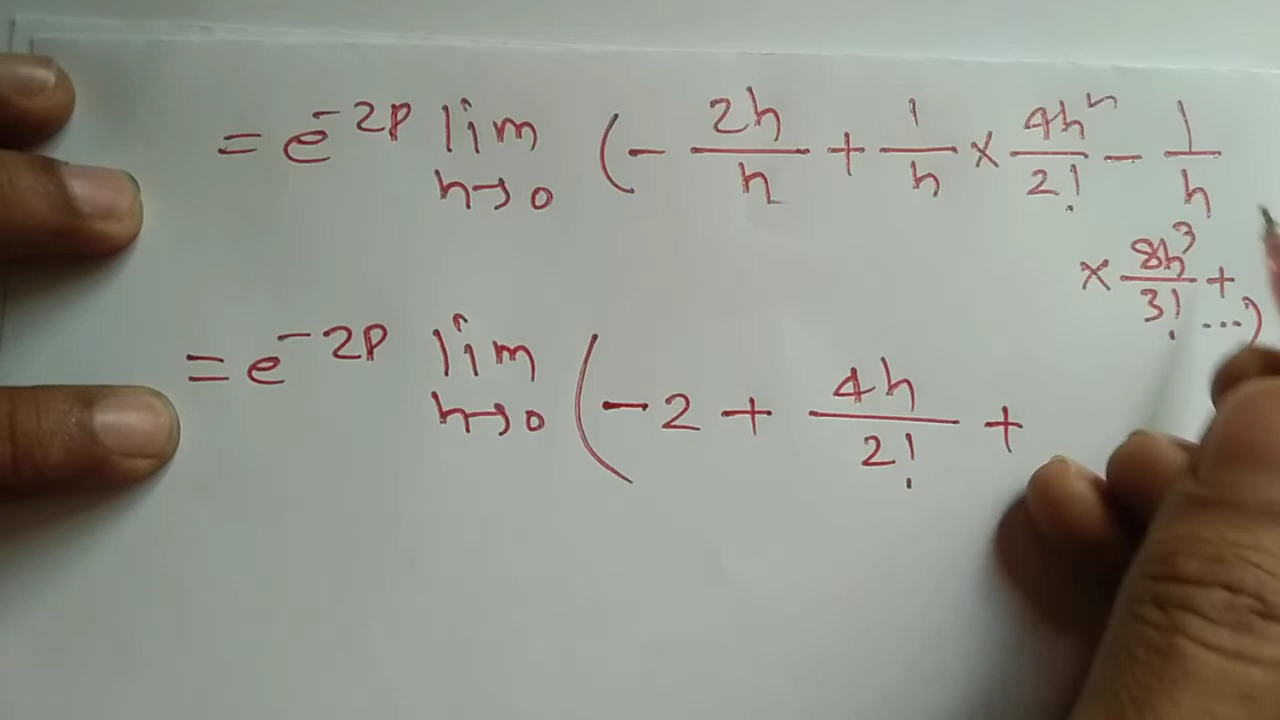 = e^{-2p} lim_{h→0} (- 2h/h + 1/h × 4h^2/2! - 1/h
× 8h^3/3! + ...)
= e^{-2p} lim_{h→0} (-2 + 4h/2! +